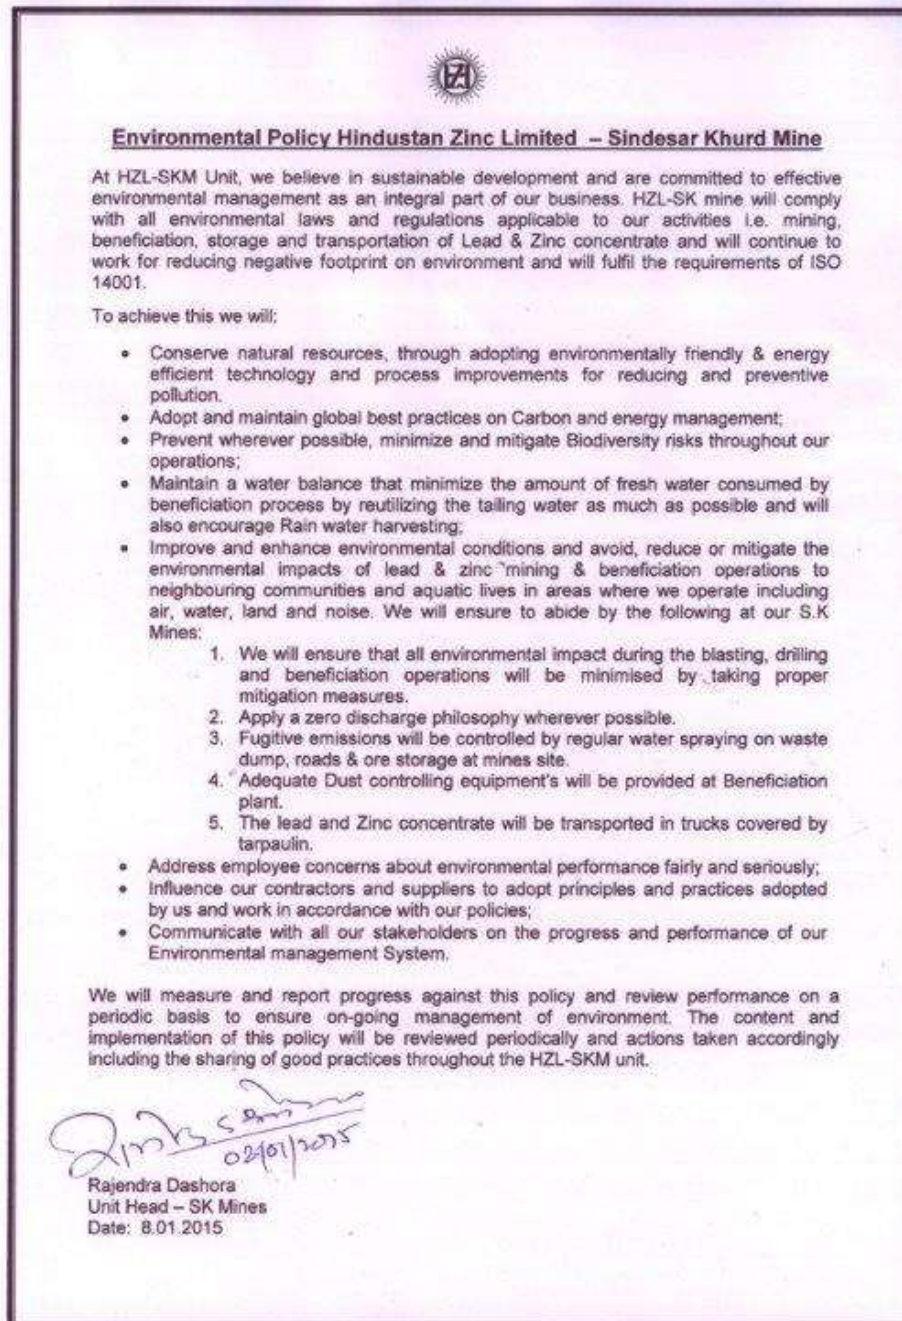 Environmental Policy Hindustan Zinc Limited – Sindesar Khurd Mine
At HZL-SKM Unit, we believe in sustainable development and are committed to effective
environmental management as an integral part of our business. HZL-SK mine will comply
with all environmental laws and regulations applicable to our activities i.e. mining,
beneficiation, storage and transportation of Lead & Zinc concentrate and will continue to
work for reducing negative footprint on environment and will fulfil the requirements of ISO
14001.
To achieve this we will:
• Conserve natural resources, through adopting environmentally friendly & energy
efficient technology and process improvements for reducing and preventive
pollution.
• Adopt and maintain global best practices on Carbon and energy management;
• Prevent wherever possible, minimize and mitigate Biodiversity risks throughout our
operations;
• Maintain a water balance that minimize the amount of fresh water consumed by
beneficiation process by reutilizing the tailing water as much as possible and will
also encourage Rain water harvesting;
• Improve and enhance environmental conditions and avoid, reduce or mitigate the
environmental impacts of lead & zinc mining & beneficiation operations to
neighbouring communities and aquatic lives in areas where we operate including
air, water, land and noise. We will ensure to abide by the following at our S.K
Mines:
1. We will ensure that all environmental impact during the blasting, drilling
and beneficiation operations will be minimised by taking proper
mitigation measures.
2. Apply a zero discharge philosophy wherever possible.
3. Fugitive emissions will be controlled by regular water spraying on waste
dump, roads & ore storage at mines site.
4. Adequate Dust controlling equipment's will be provided at Beneficiation
plant.
5. The lead and Zinc concentrate will be transported in trucks covered by
tarpaulin.
• Address employee concerns about environmental performance fairly and seriously;
• Influence our contractors and suppliers to adopt principles and practices adopted
by us and work in accordance with our policies;
• Communicate with all our stakeholders on the progress and performance of our
Environmental management System.
We will measure and report progress against this policy and review performance on a
periodic basis to ensure on-going management of environment. The content and
implementation of this policy will be reviewed periodically and actions taken accordingly
including the sharing of good practices throughout the HZL-SKM unit.
Rajendra Dashora
Unit Head – SK Mines
Date: 8.01.2015